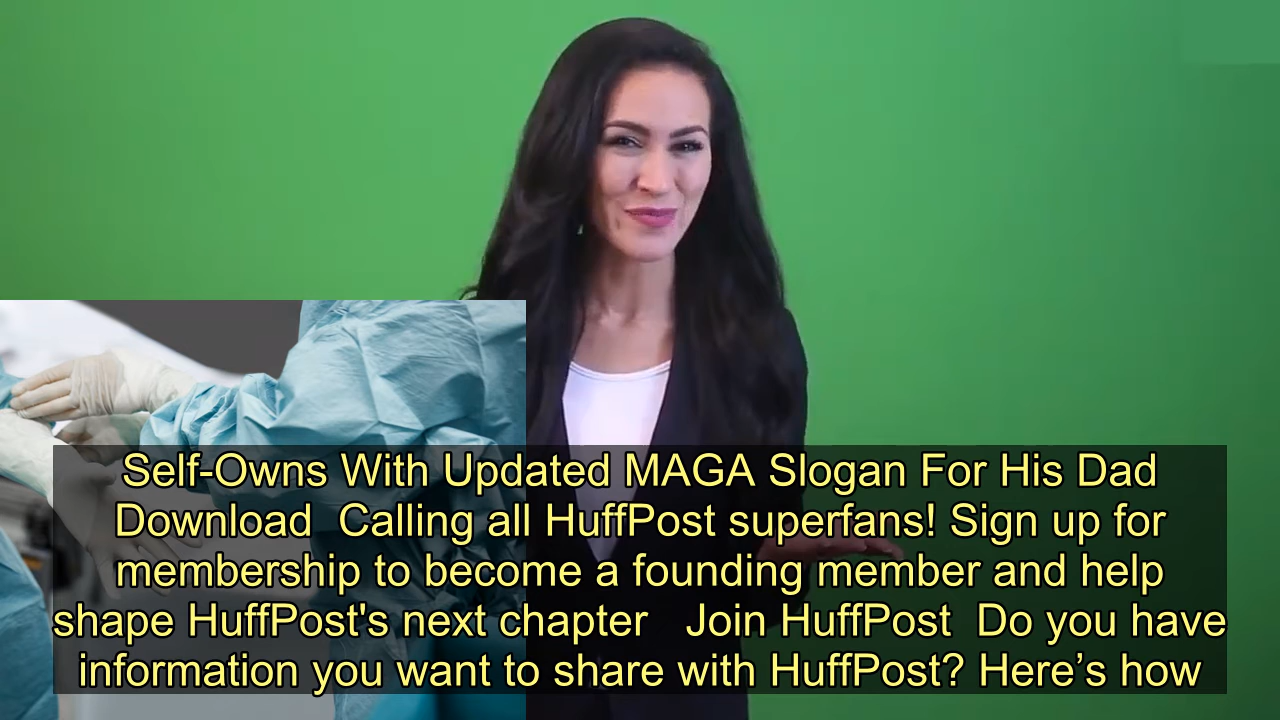 Self-Owns With Updated MAGA Slogan For His Dad
Download  Calling all HuffPost superfans! Sign up for
membership to become a founding member and help
shape HuffPost's next chapter   Join HuffPost  Do you have
information you want to share with HuffPost? Here’s how